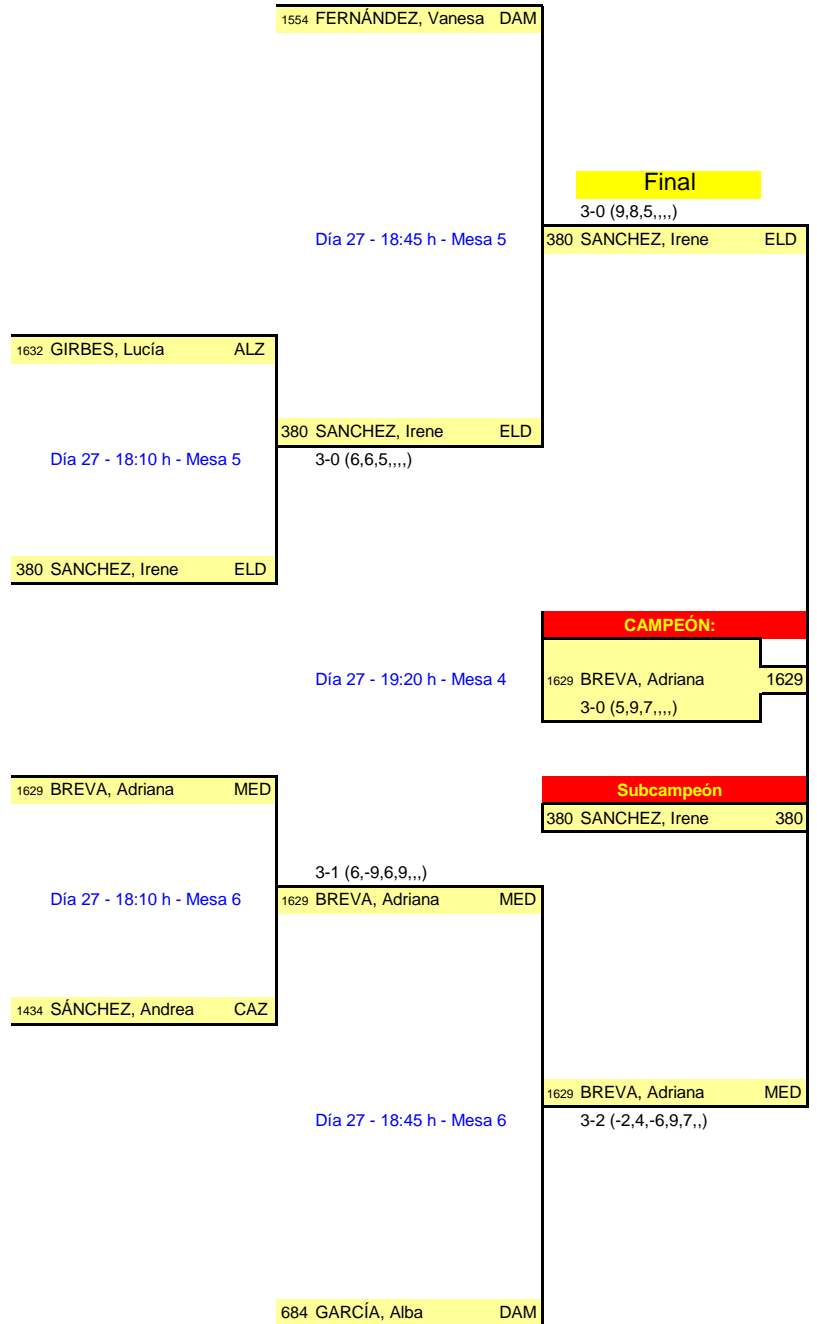 1554 FERNÁNDEZ, Vanesa DAM
Final
3-0 (9,8,5,,,,)
Día 27 - 18:45 h - Mesa 5
380 SANCHEZ, Irene ELD
1632 GIRBES, Lucía ALZ
380 SANCHEZ, Irene ELD
Día 27 - 18:10 h - Mesa 5
3-0 (6,6,5,,,,)
380 SANCHEZ, Irene ELD
CAMPEÓN:
Día 27 - 19:20 h - Mesa 4
1629 BREVA, Adriana 1629
3-0 (5,9,7,,,,)
1629 BREVA, Adriana MED
Subcampeón
380 SANCHEZ, Irene 380
3-1 (6,-9,6,9,,,)
Día 27 - 18:10 h - Mesa 6
1629 BREVA, Adriana MED
1434 SÁNCHEZ, Andrea CAZ
1629 BREVA, Adriana MED
Día 27 - 18:45 h - Mesa 6
3-2 (-2,4,-6,9,7,,)
684 GARCÍA, Alba DAM